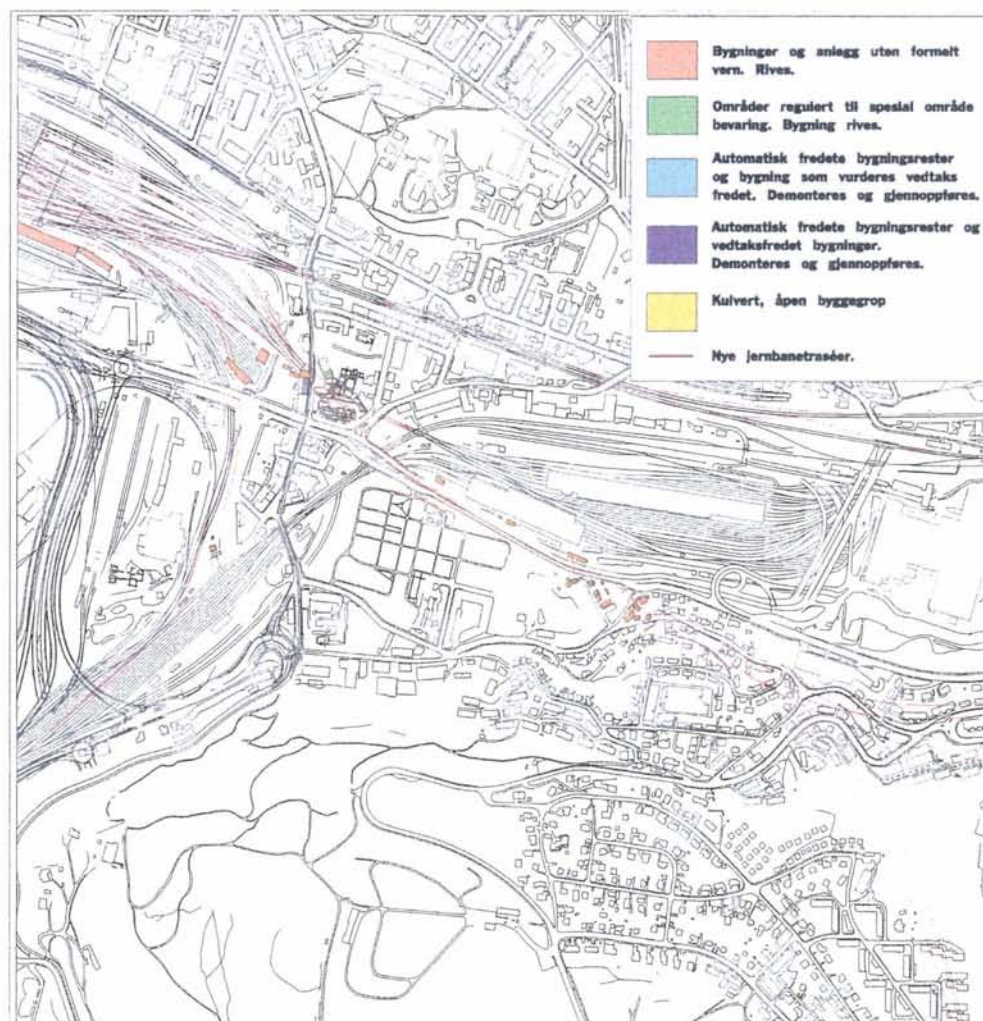 Bygninger og anlegg uten formelt
vern. Rives.
Områder regulert til spesial område
bevaring. Bygning rives.
Automatisk fredete bygningsrester
og bygning som vurderes vedtaks
fredet. Demonteres og gjennoppføres.
Automatisk fredete bygningsrester og
vedtaksfredet bygninger.
Demonteres og gjennoppføres.
Kulvert, åpen byggegrop
Nye jernbanetraséer.